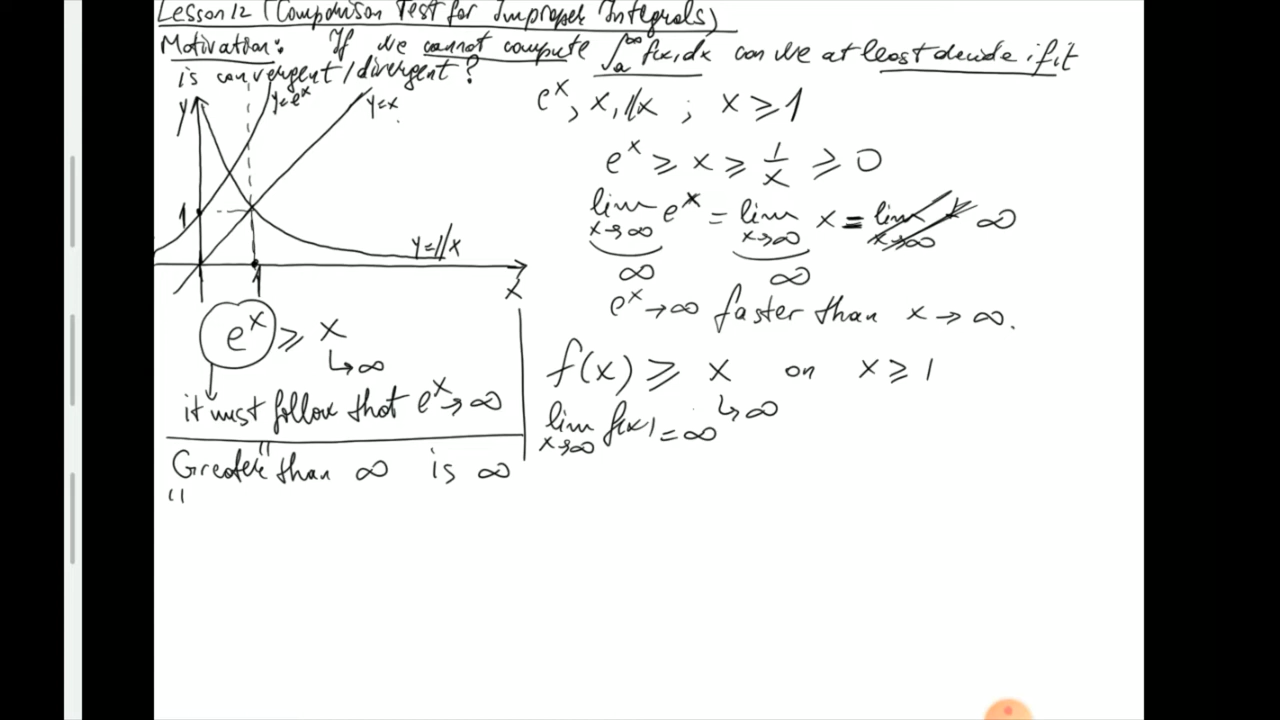 Lesson 12 (Comparison Test for Improper Integrals)
Motivation: If we cannot compute ∫ₐ^∞ f(x) dx can we at least decide if it
is convergent/divergent?
y
y=e^x
y=x
1
y=1/x
1
x
e^x, x, 1/x ; x ≥ 1
e^x ≥ x ≥ 1/x ≥ 0
lim x→∞ e^x = lim x→∞ x = lim x→∞ ∞
∞ ∞
e^x → ∞ faster than x → ∞.
e^x ≥ x
↳ ∞
it must follow that e^x → ∞
"Greater" than ∞ is ∞
f(x) ≥ x on x ≥ 1
↳ ∞
lim x→∞ f(x) = ∞